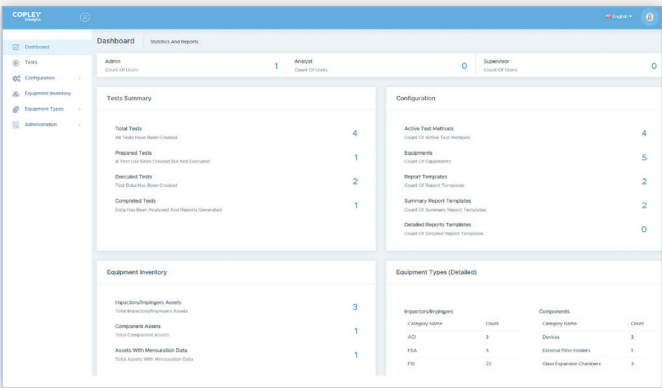 COPLEY
English
Dashboard
Tests
Configuration
Equipment Inventory
Equipment Types
Administration
Dashboard
Statistics And Reports
Admin
Count Of Users
1
Analyst
Count Of Users
0
Supervisor
Count Of Users
0
Tests Summary
Total Tests
All Tests Have Been Created
4
Prepared Tests
A Test Has Been Created But Not Executed
1
Executed Tests
Test Data Has Been Created
2
Completed Tests
Data Has Been Analysed And Reports Generated
1
Configuration
Active Test Methods
Count Of Active Test Methods
4
Equipments
Count Of Equipments
5
Report Templates
Count Of Report Templates
2
Summary Report Templates
Count Of Summary Report Templates
2
Detailed Reports Templates
Count Of Detailed Report Templates
0
Equipment Inventory
Impactors/Impingers Assets
Total Impactors/Impingers Assets
3
Component Assets
Total Component Assets
1
Assets With Mensuration Data
Total Assets With Mensuration Data
1
Equipment Types (Detailed)
Impactors/Impingers
Category Name Count
ACI
FSA 4
FSI
Components
Category Name Count
Devices 3
External Filter Holders 1
Glass Expansion Chambers